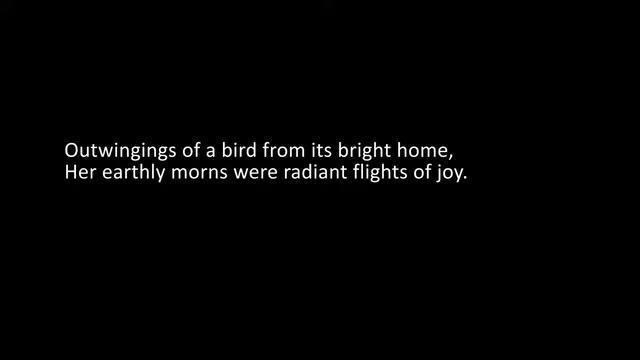 Outwingings of a bird from its bright home,
Her earthly morns were radiant flights of joy.